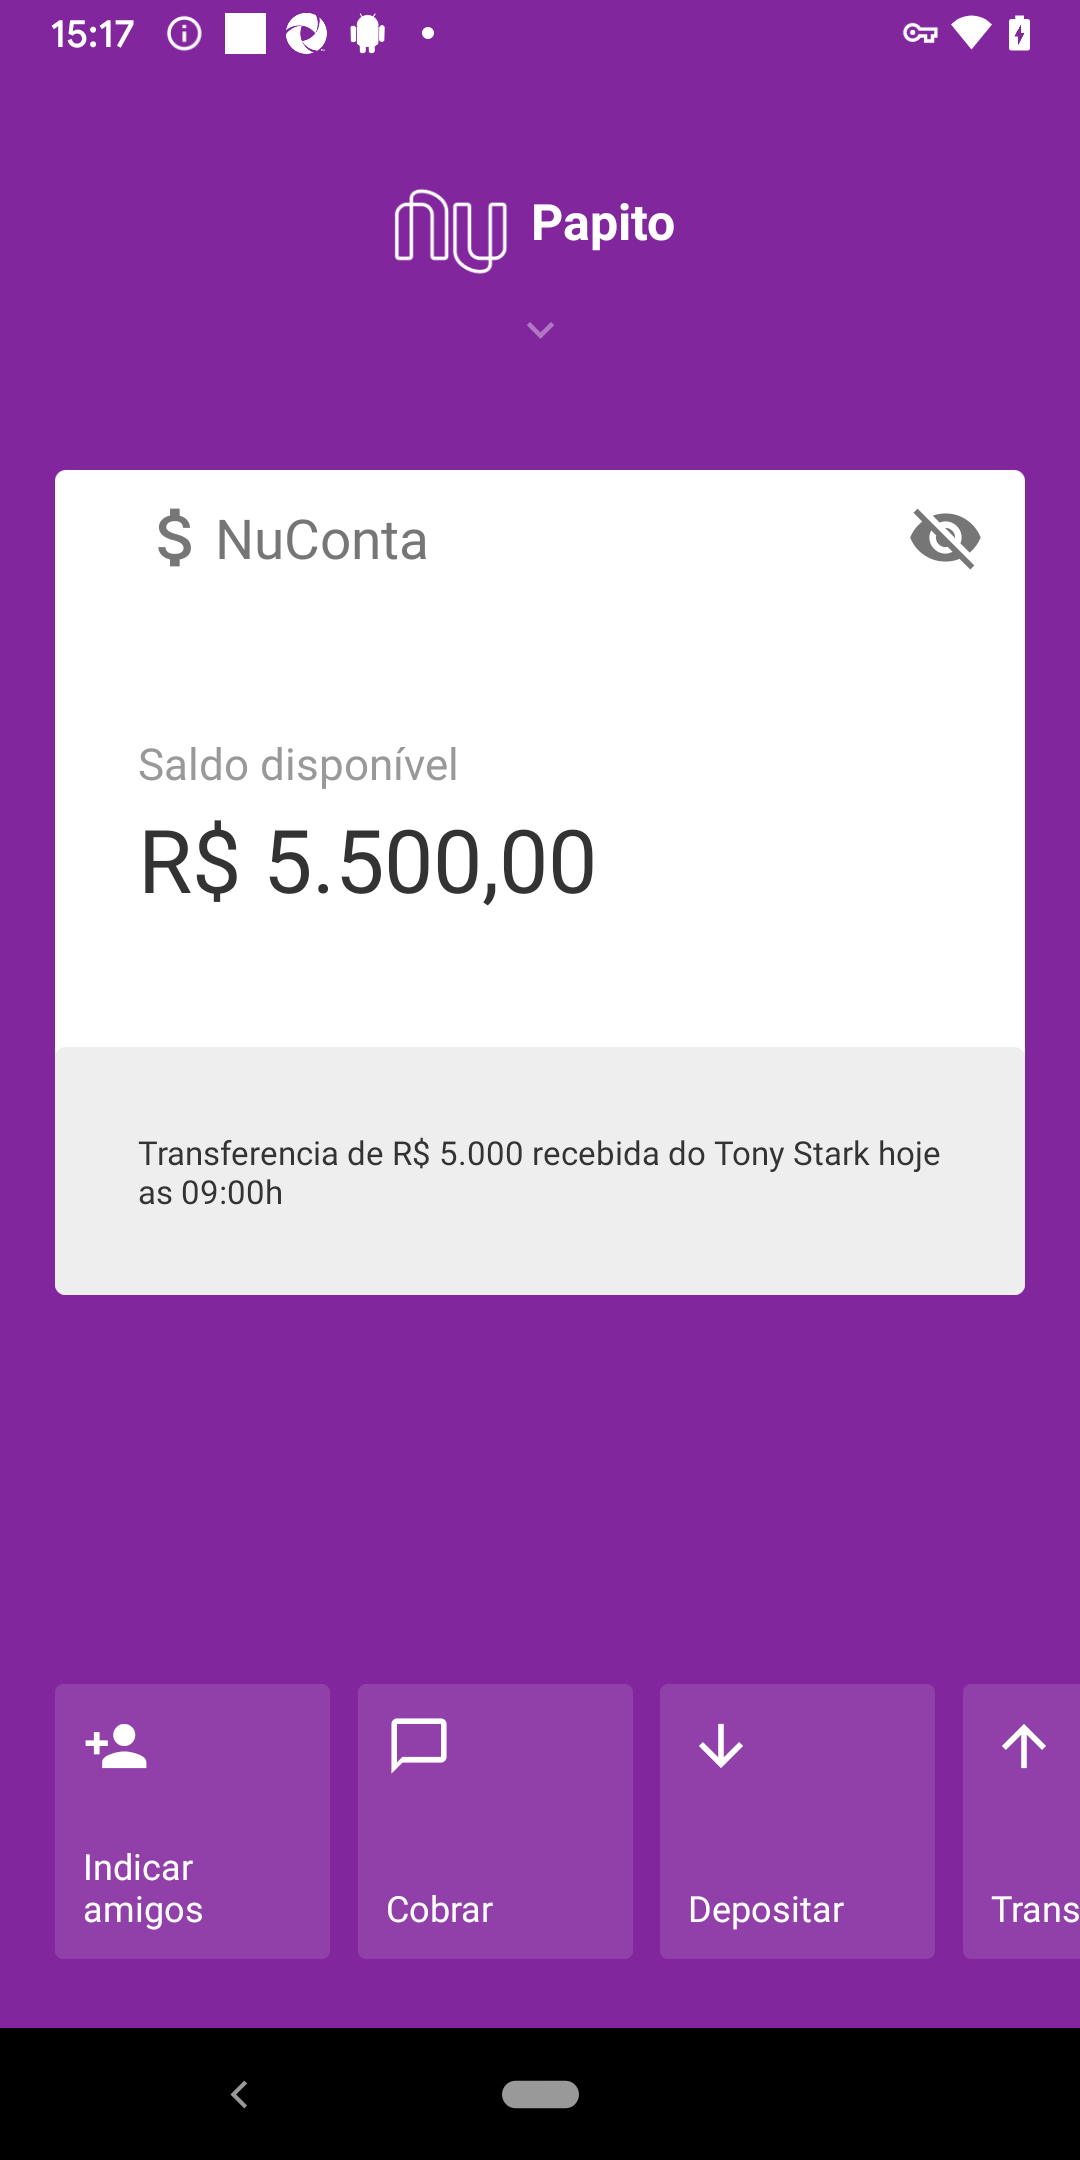 15:17
nu Papito
$ NuConta
Saldo disponível
R$ 5.500,00
Transferencia de R$ 5.000 recebida do Tony Stark hoje
as 09:00h
Indicar
amigos
Cobrar
Depositar
Trans